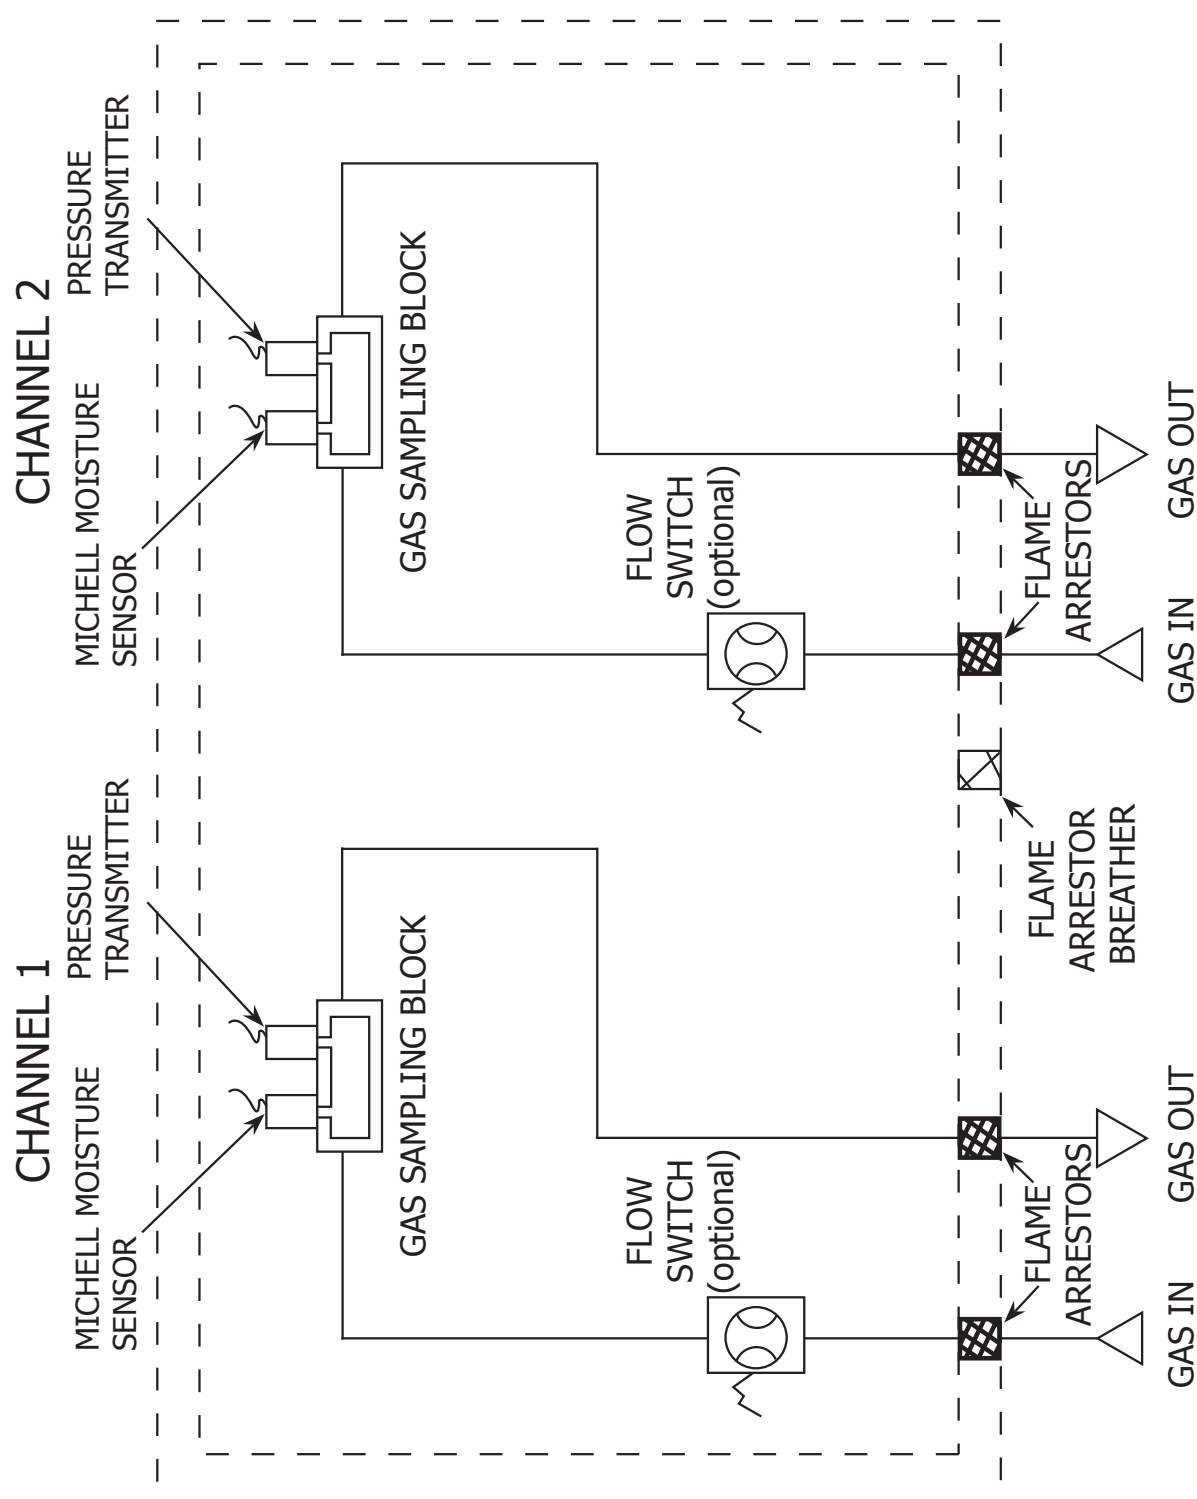 CHANNEL 1
CHANNEL 2
MICHELL MOISTURE
SENSOR
PRESSURE
TRANSMITTER
MICHELL MOISTURE
SENSOR
PRESSURE
TRANSMITTER
GAS SAMPLING BLOCK
GAS SAMPLING BLOCK
FLOW
SWITCH
(optional)
FLOW
SWITCH
(optional)
FLAME
ARRESTORS
FLAME
ARRESTOR
BREATHER
FLAME
ARRESTORS
GAS IN
GAS OUT
GAS IN
GAS OUT